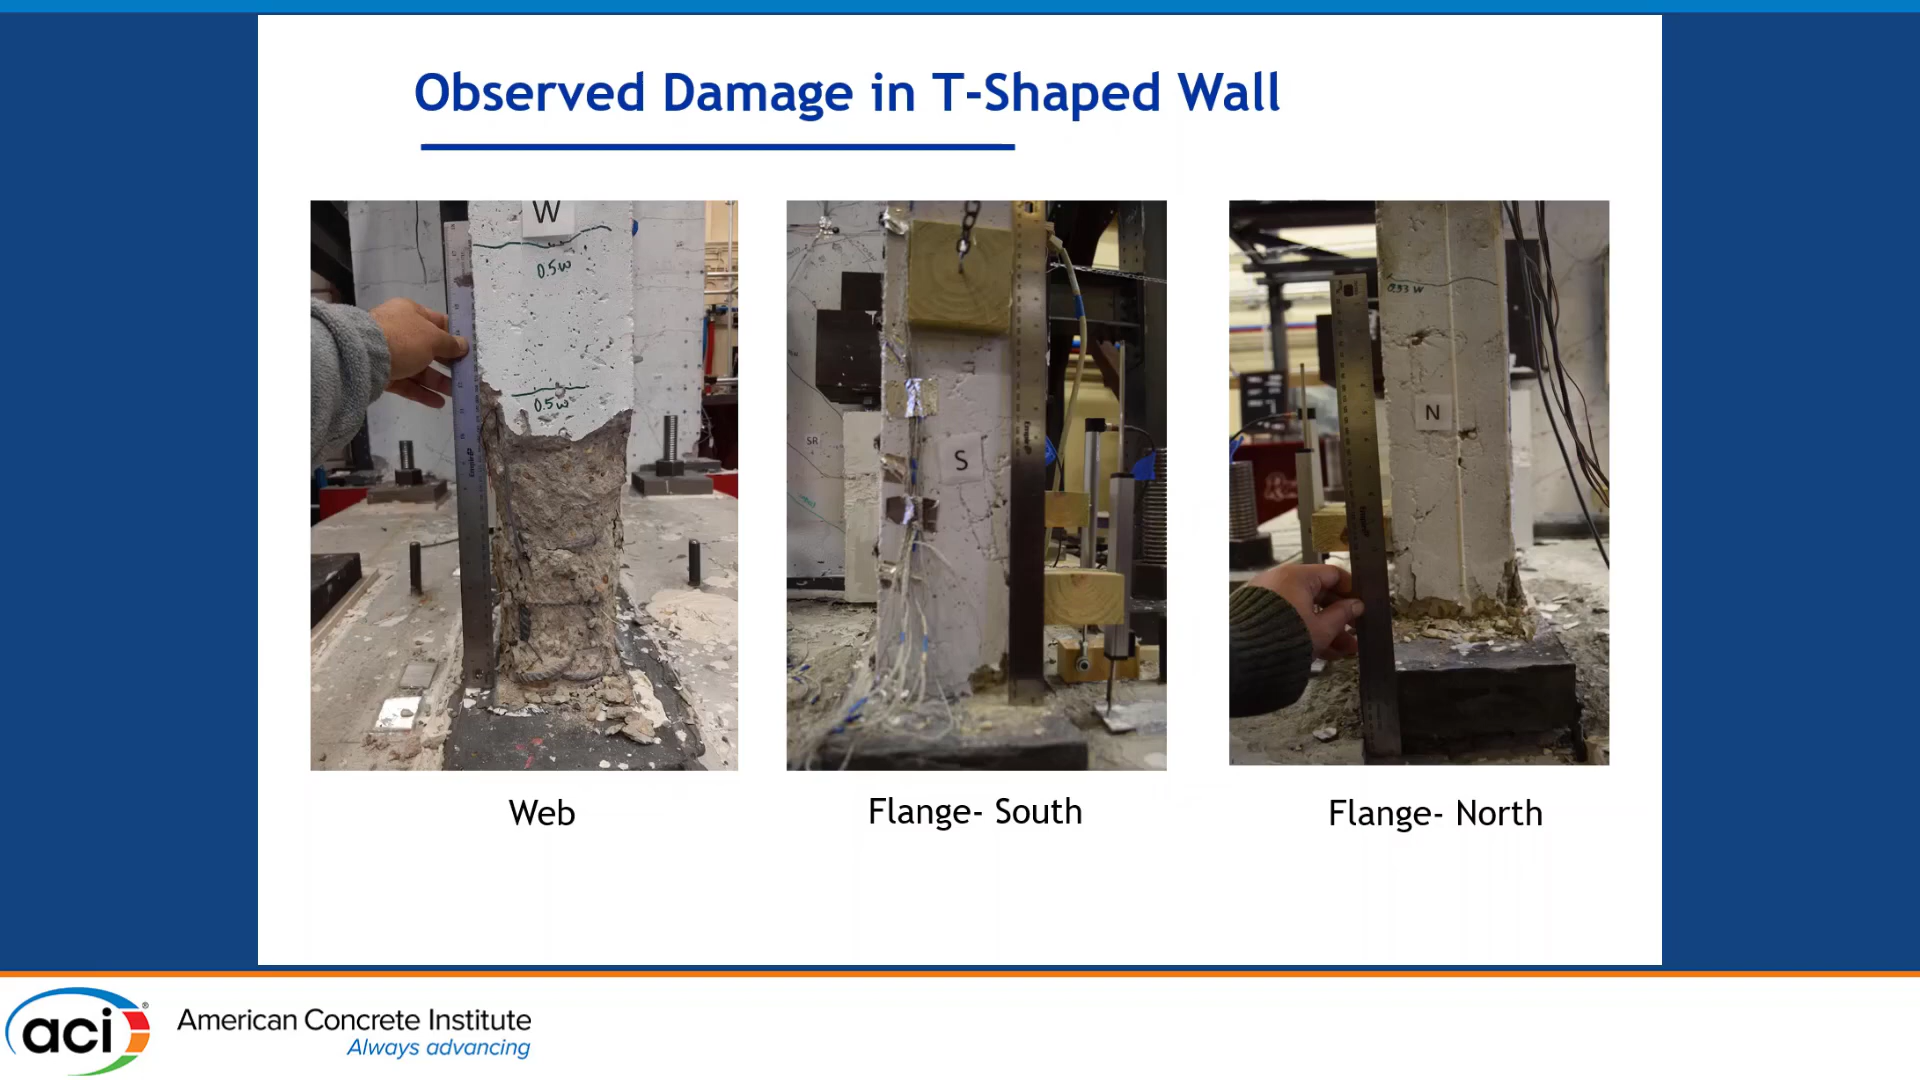 Observed Damage in T-Shaped Wall
W
0.5w
0.5w
SR
S
0.33 W
N
Web
Flange- South
Flange- North
aci®
American Concrete Institute
Always advancing